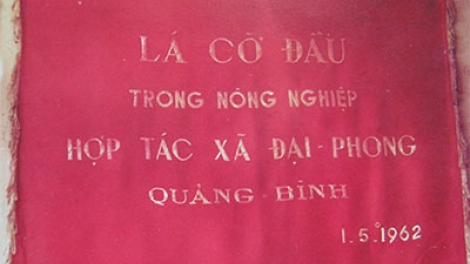 LÁ CỜ ĐẦU
TRONG NÔNG NGHIỆP
HỢP TÁC XÃ ĐẠI-PHONG
QUẢNG-BÌNH
1.5.1962